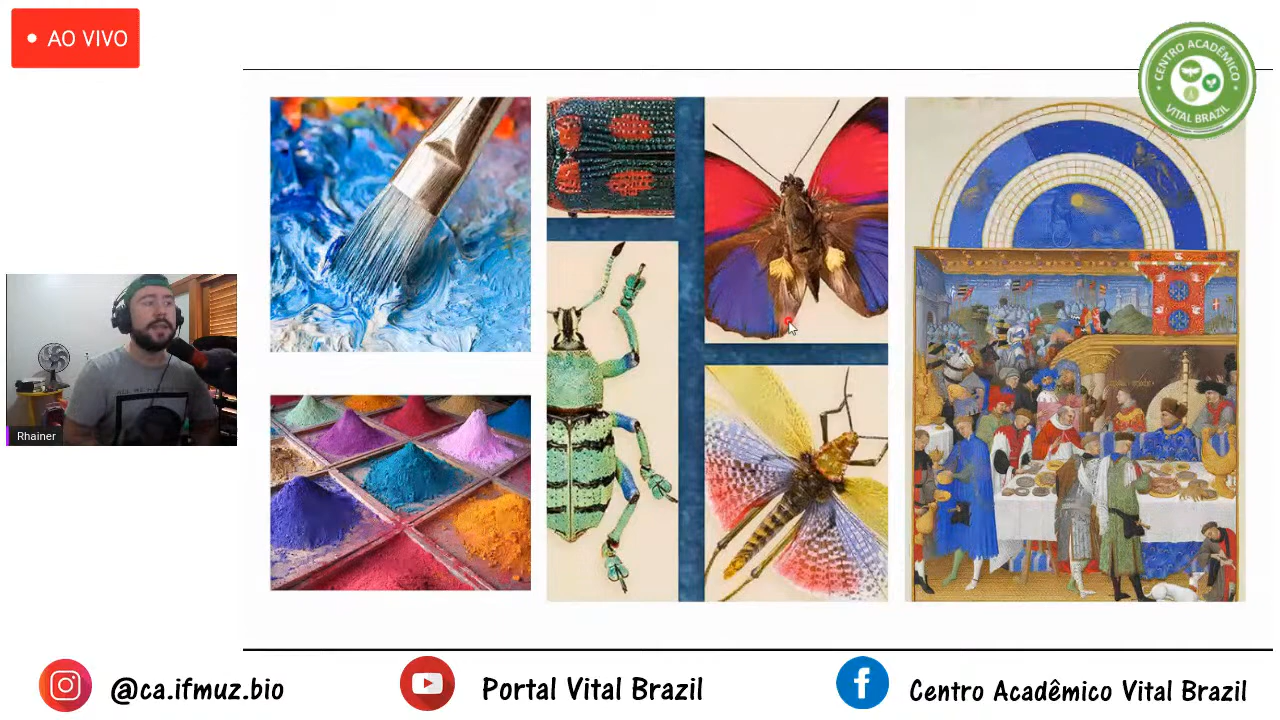 AO VIVO
CENTRO ACADÊMICO
VITAL BRAZIL
Rhainer
@ca.ifmuz.bio
Portal Vital Brazil
Centro Acadêmico Vital Brazil